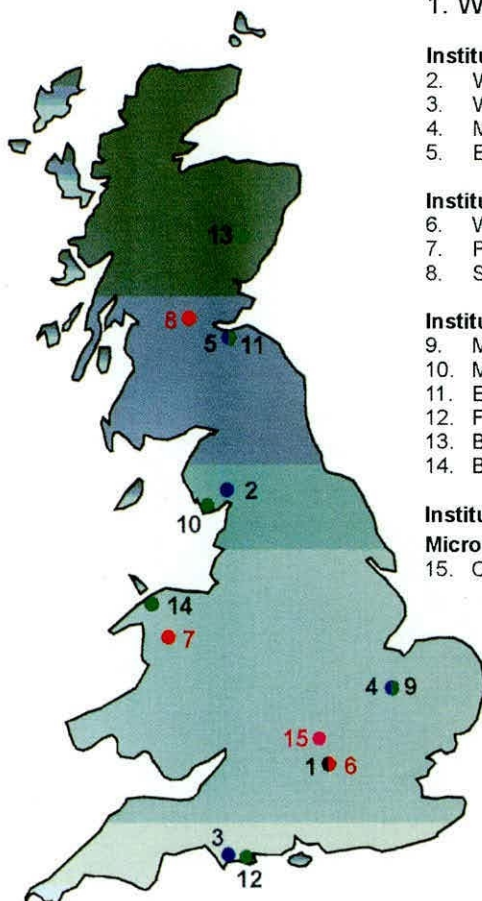 1. W
Institu
2.
3.
4. M
5. E
Institu
6.
7.
8. S
Institu
9. M
10. M
11. E
12. F
13. B
14. B
Institu
Micro
15.
13
8
5 11
2
10
14
7
4 9
15
1 6
3
12